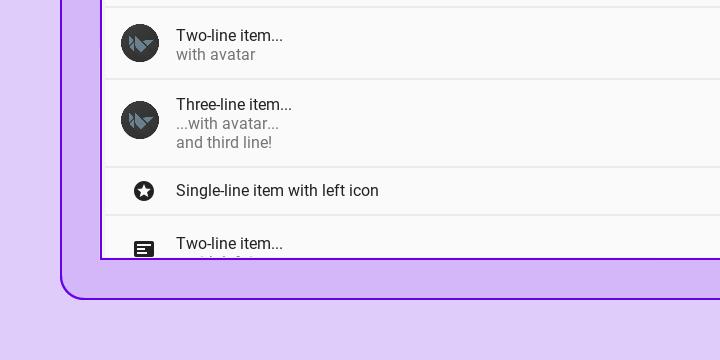 Two-line item...
with avatar
Three-line item...
...with avatar...
and third line!
Single-line item with left icon
Two-line item...